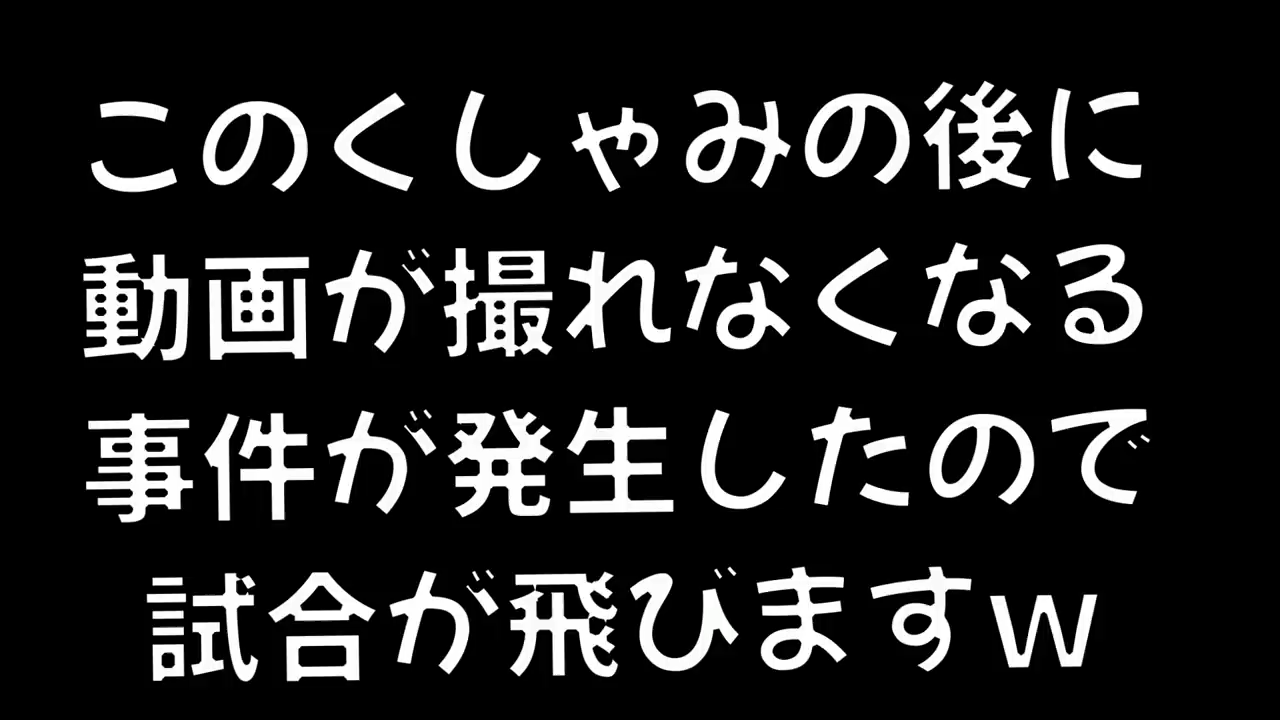 このくしゃみの後に
動画が撮れなくなる
事件が発生したので
試合が飛びますw